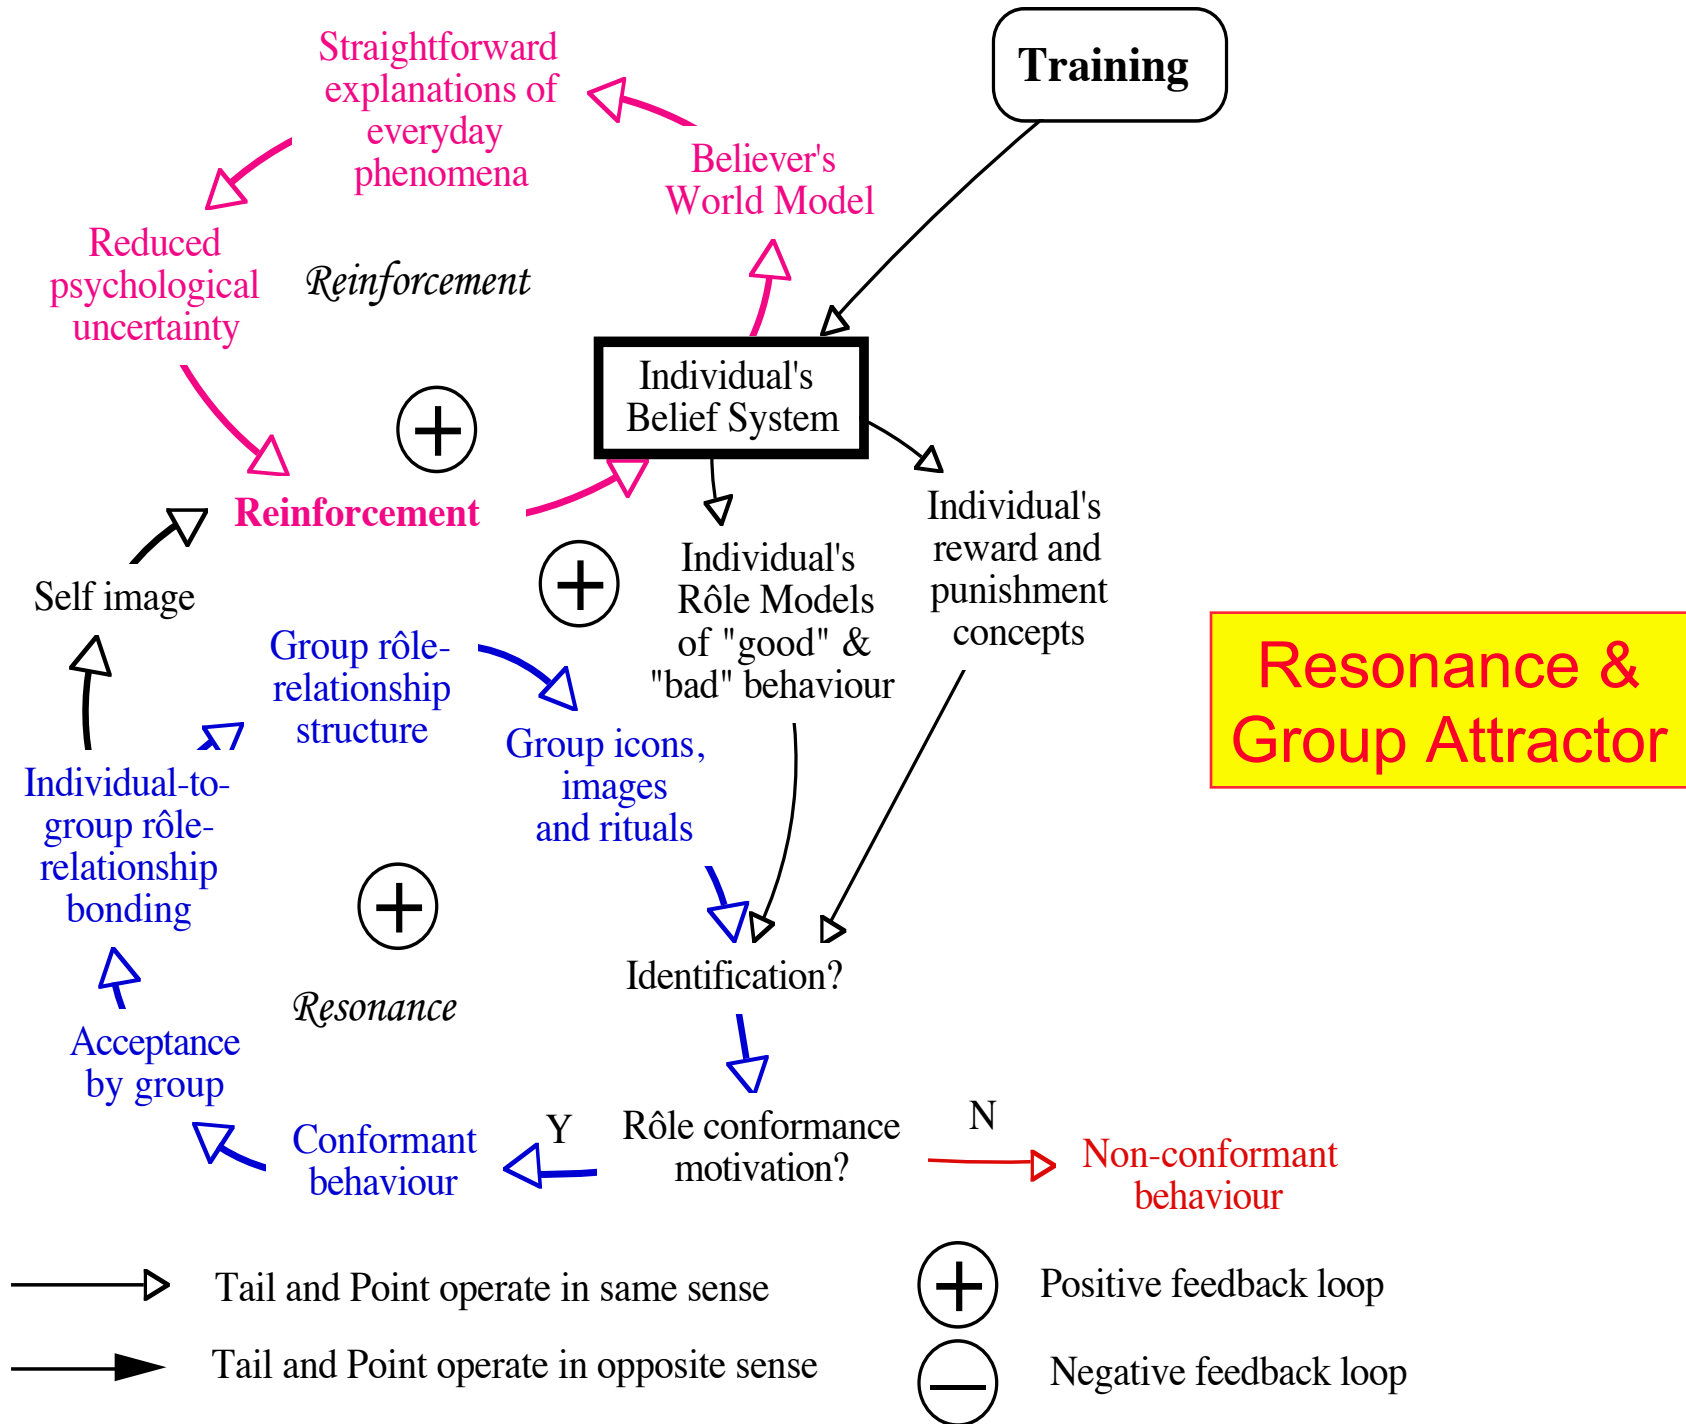 Straightforward
explanations of
everyday
phenomena
Training
Believer's
World Model
Reduced
psychological
uncertainty
Reinforcement
Individual's
Belief System
+
Reinforcement
Individual's
reward and
punishment
concepts
+
Individual's
Rôle Models
of "good" &
"bad" behaviour
Self image
Group rôle-
relationship
structure
Resonance &
Group Attractor
Group icons,
images
and rituals
Individual-to-
group rôle-
relationship
bonding
+
Identification?
Resonance
Acceptance
by group
Conformant
behaviour
Y
Rôle conformance
motivation?
N
Non-conformant
behaviour
Tail and Point operate in same sense
+ Positive feedback loop
Tail and Point operate in opposite sense
− Negative feedback loop